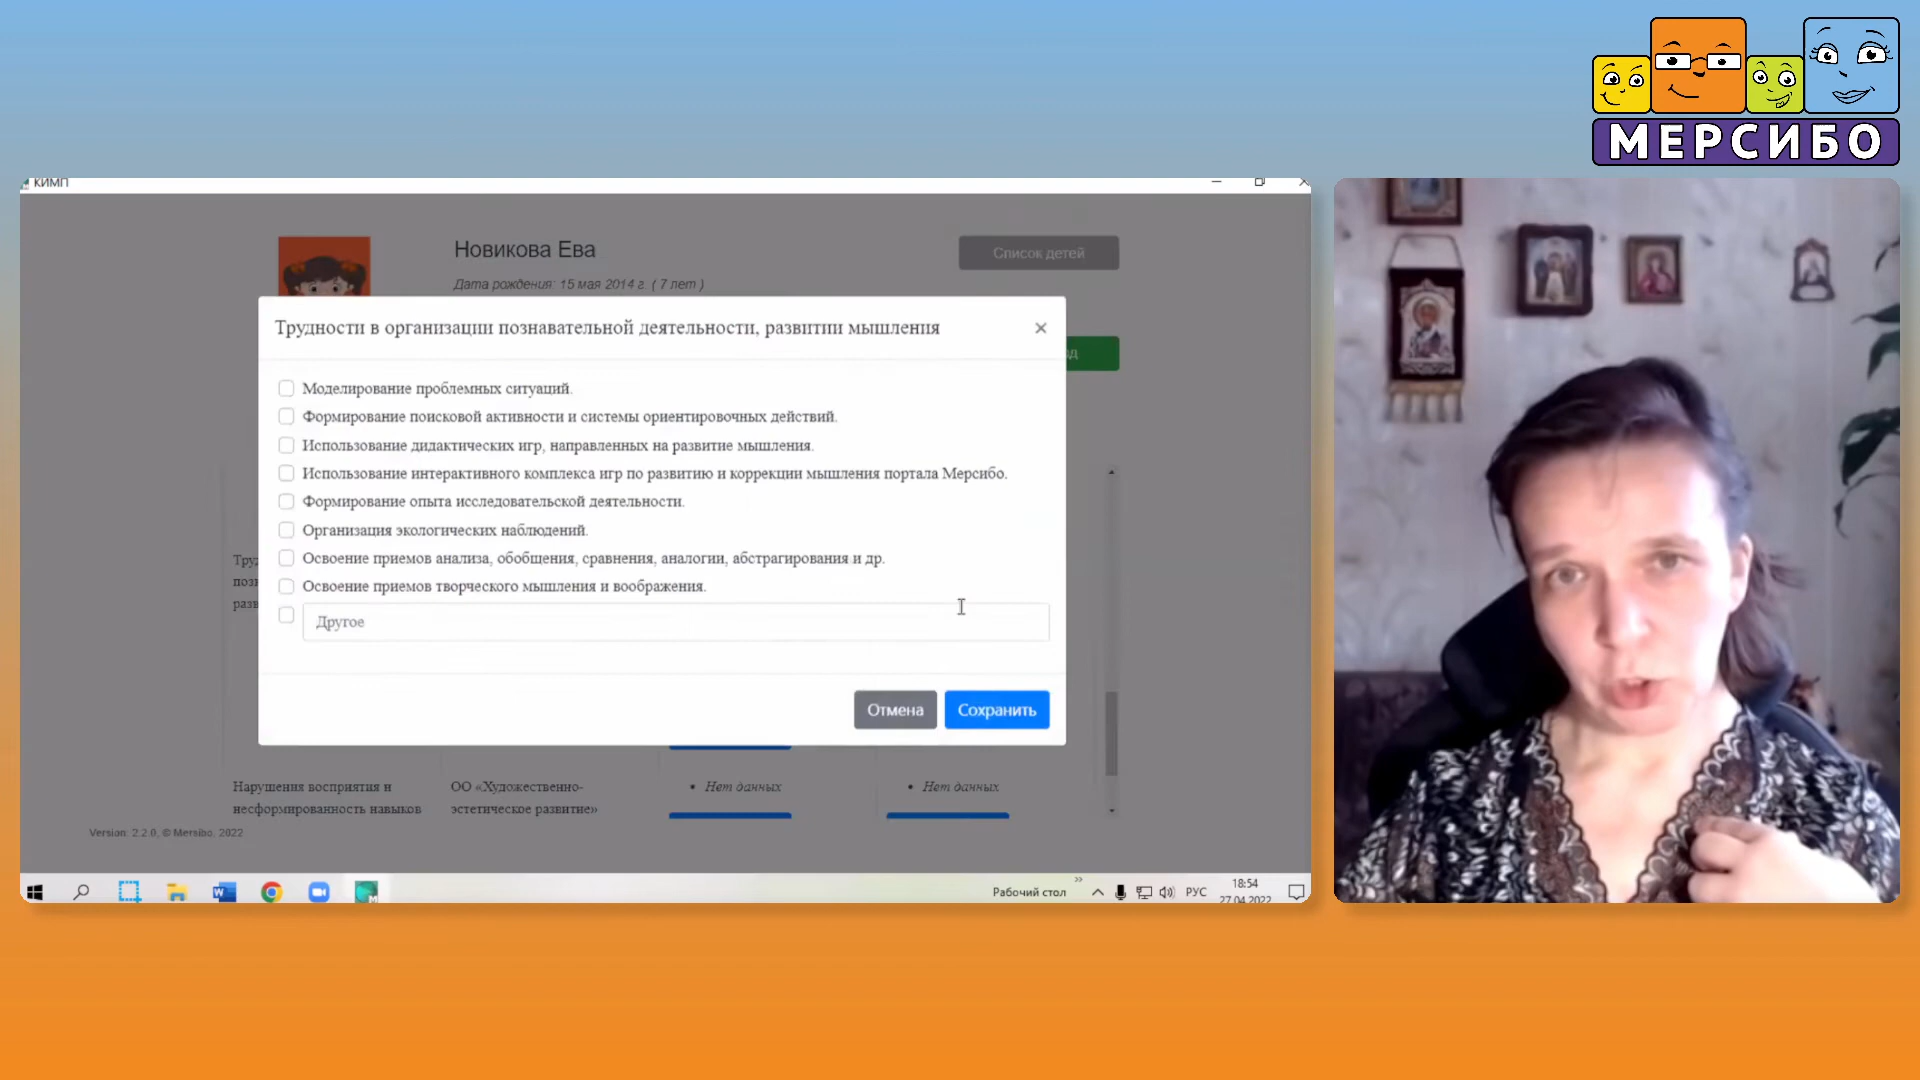 МЕРСИБО
КИМП
Новикова Ева
Список детей
Дата рождения: 15 мая 2014 г. ( 7 лет )
Трудности в организации познавательной деятельности, развитии мышления
×
Моделирование проблемных ситуаций.
Формирование поисковой активности и системы ориентировочных действий.
Использование дидактических игр, направленных на развитие мышления.
Использование интерактивного комплекса игр по развитию и коррекции мышления портала Мерсибо.
Формирование опыта исследовательской деятельности.
Организация экологических наблюдений.
Освоение приемов анализа, обобщения, сравнения, аналогии, абстрагирования и др.
Освоение приемов творческого мышления и воображения.
Другое
Отмена Сохранить
Нарушения восприятия и
несформированность навыков
ОО «Художественно-
эстетическое развитие»
• Нет данных
• Нет данных
Version: 2.2.0, © Mersibo, 2022
Рабочий стол
РУС
18:54
27.04.2022